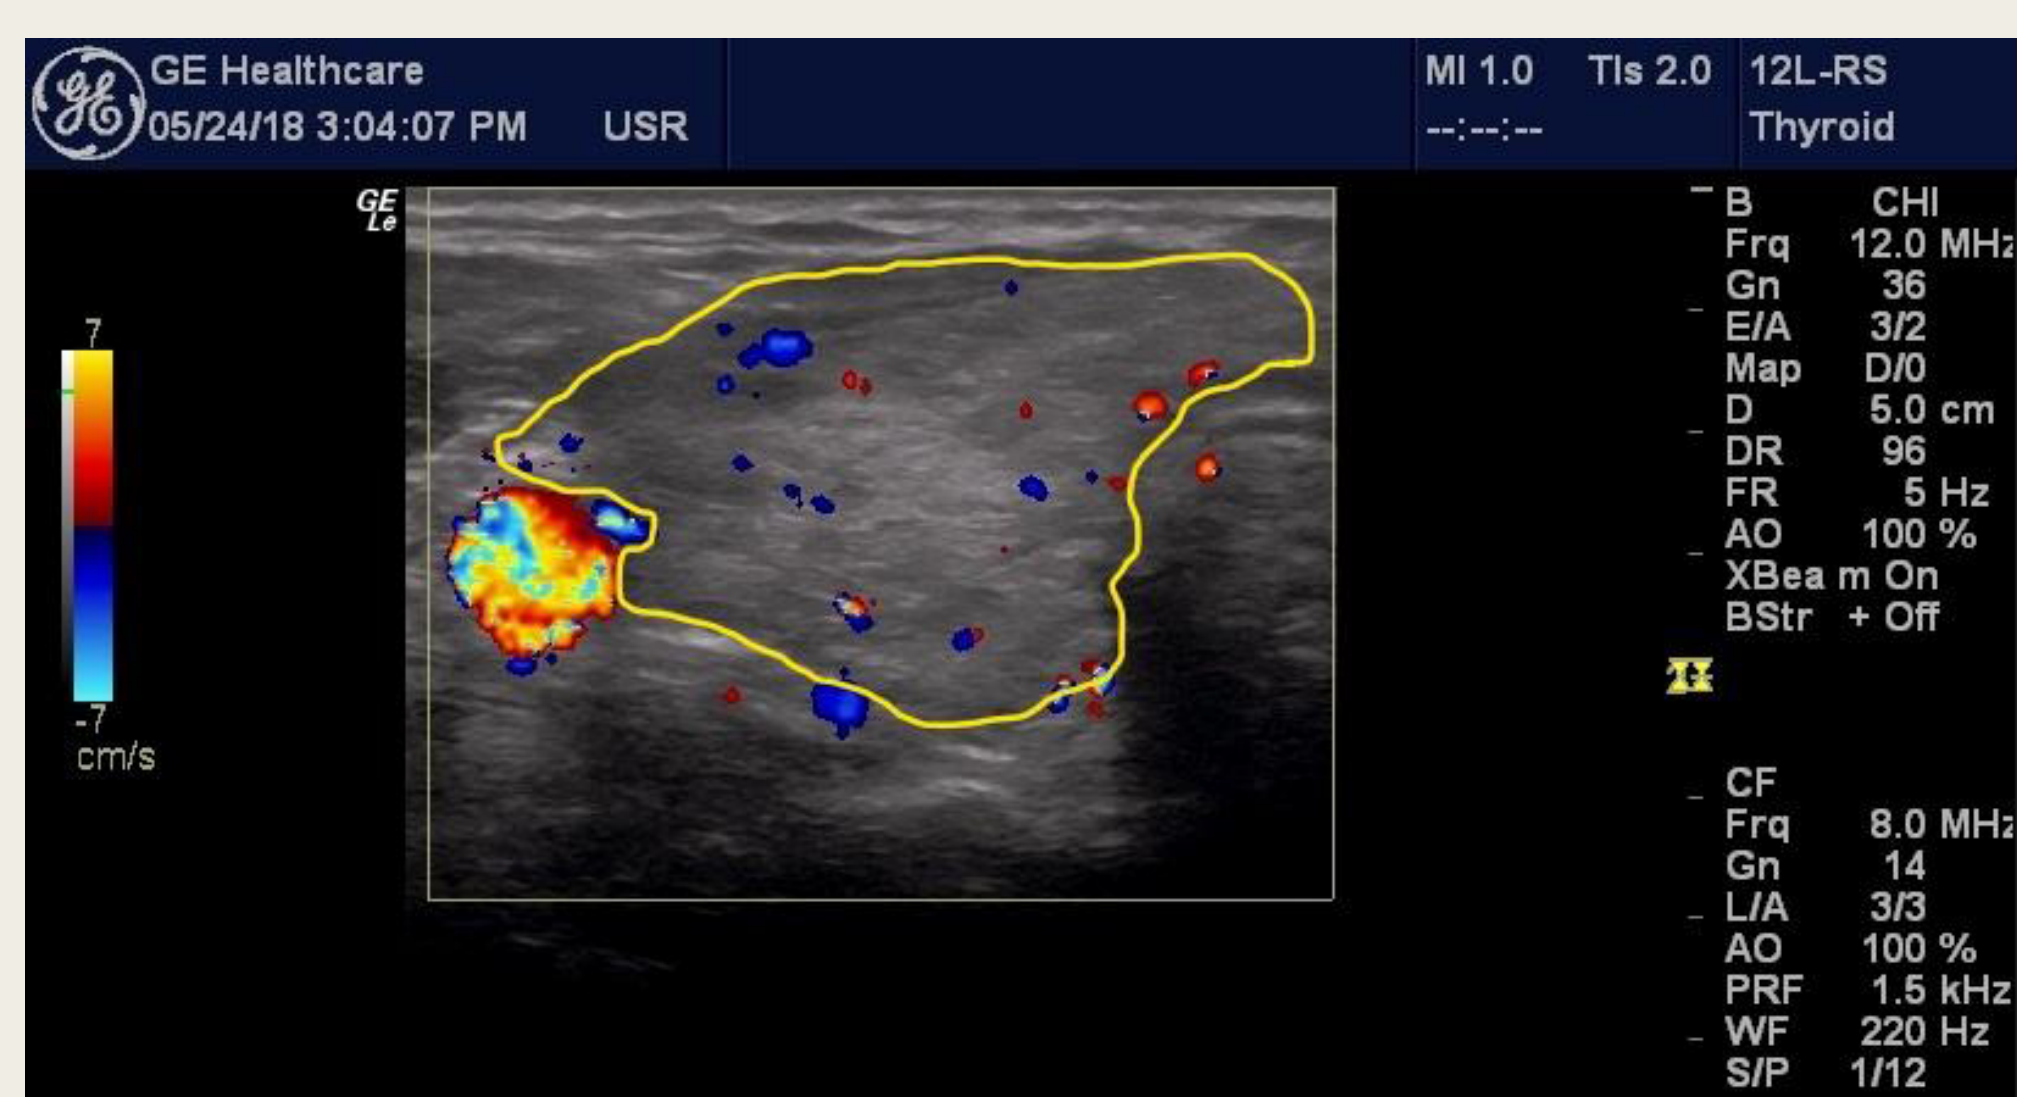 GE Healthcare
05/24/18 3:04:07 PM USR
MI 1.0 TIs 2.0
--:--:--
12L-RS
Thyroid
GE
Le
7
-7
cm/s
B CHI
Frq 12.0 MHz
Gn 36
E/A 3/2
Map D/0
D 5.0 cm
DR 96
FR 5 Hz
AO 100 %
XBea m On
BStr + Off
CF
Frq 8.0 MHz
Gn 14
L/A 3/3
AO 100 %
PRF 1.5 kHz
WF 220 Hz
S/P 1/12